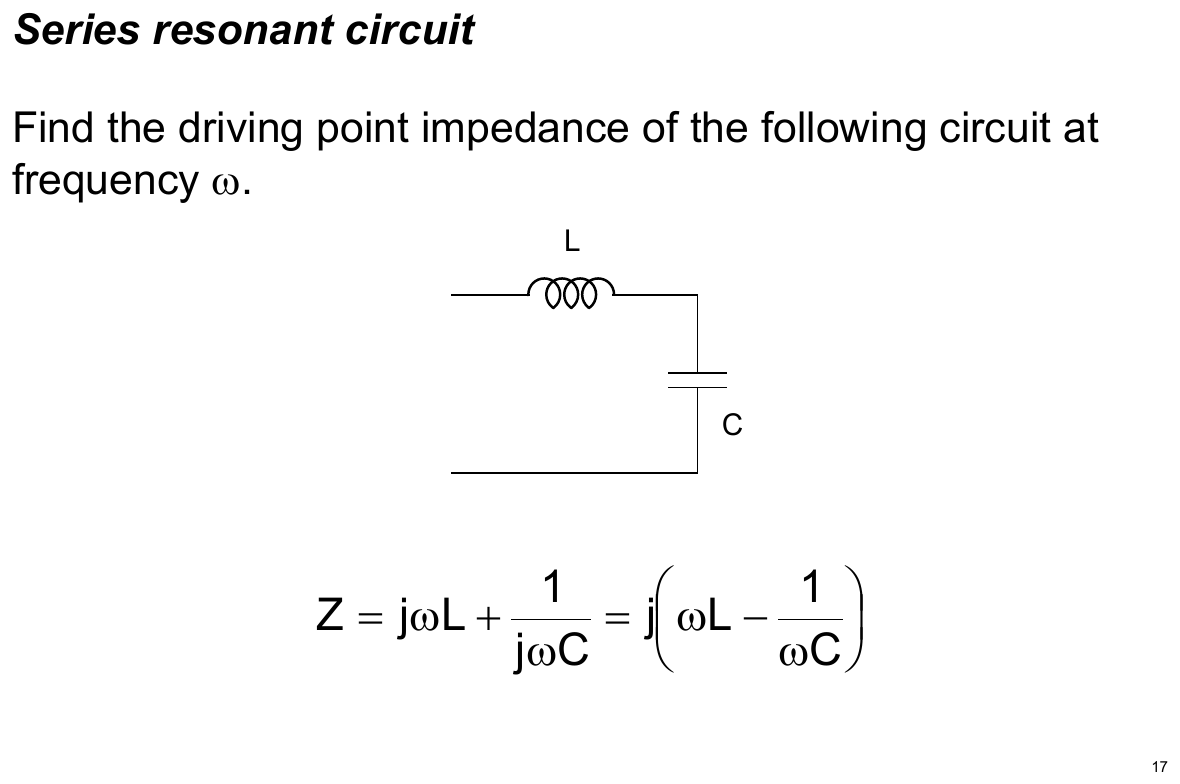 Series resonant circuit
Find the driving point impedance of the following circuit at
frequency ω.
L
C
Z = jωL + 1/jωC = j(ωL − 1/ωC)
17